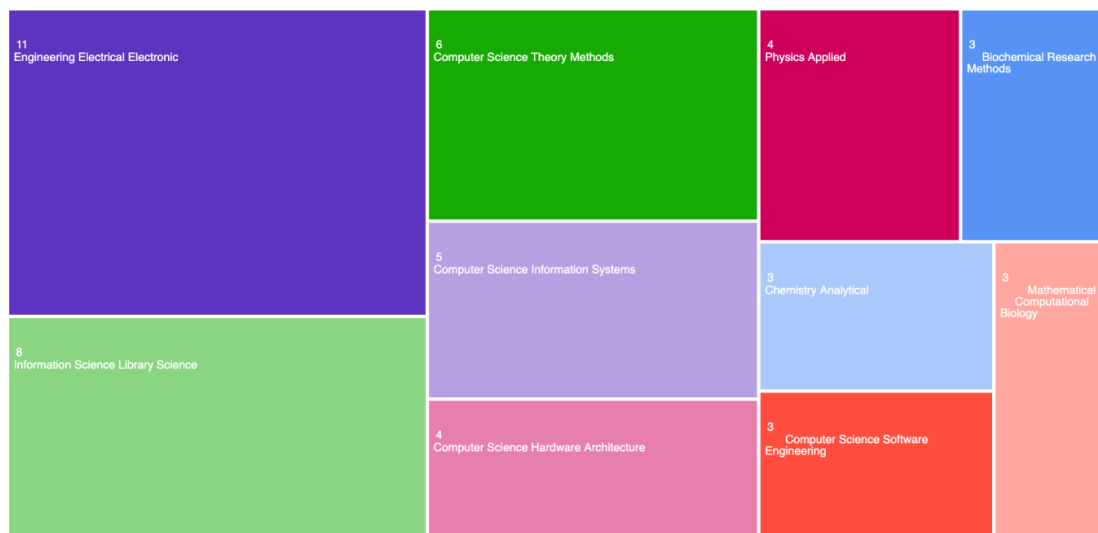 11
Engineering Electrical Electronic
8
Information Science Library Science
6
Computer Science Theory Methods
5
Computer Science Information Systems
4
Computer Science Hardware Architecture
4
Physics Applied
3
Biochemical Research
Methods
3
Chemistry Analytical
3
Computer Science Software
Engineering
3
Mathematical
Computational
Biology